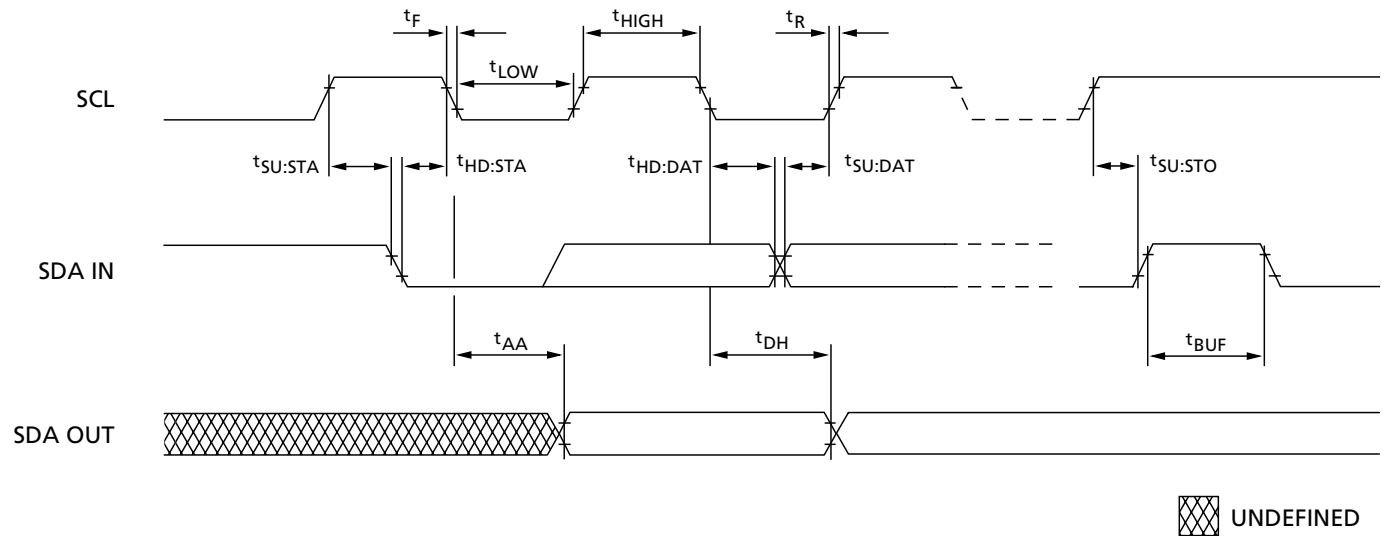 tF
tHIGH
tR
tLOW
SCL
tSU:STA
tHD:STA
tHD:DAT
tSU:DAT
tSU:STO
SDA IN
tAA
tDH
tBUF
SDA OUT
UNDEFINED